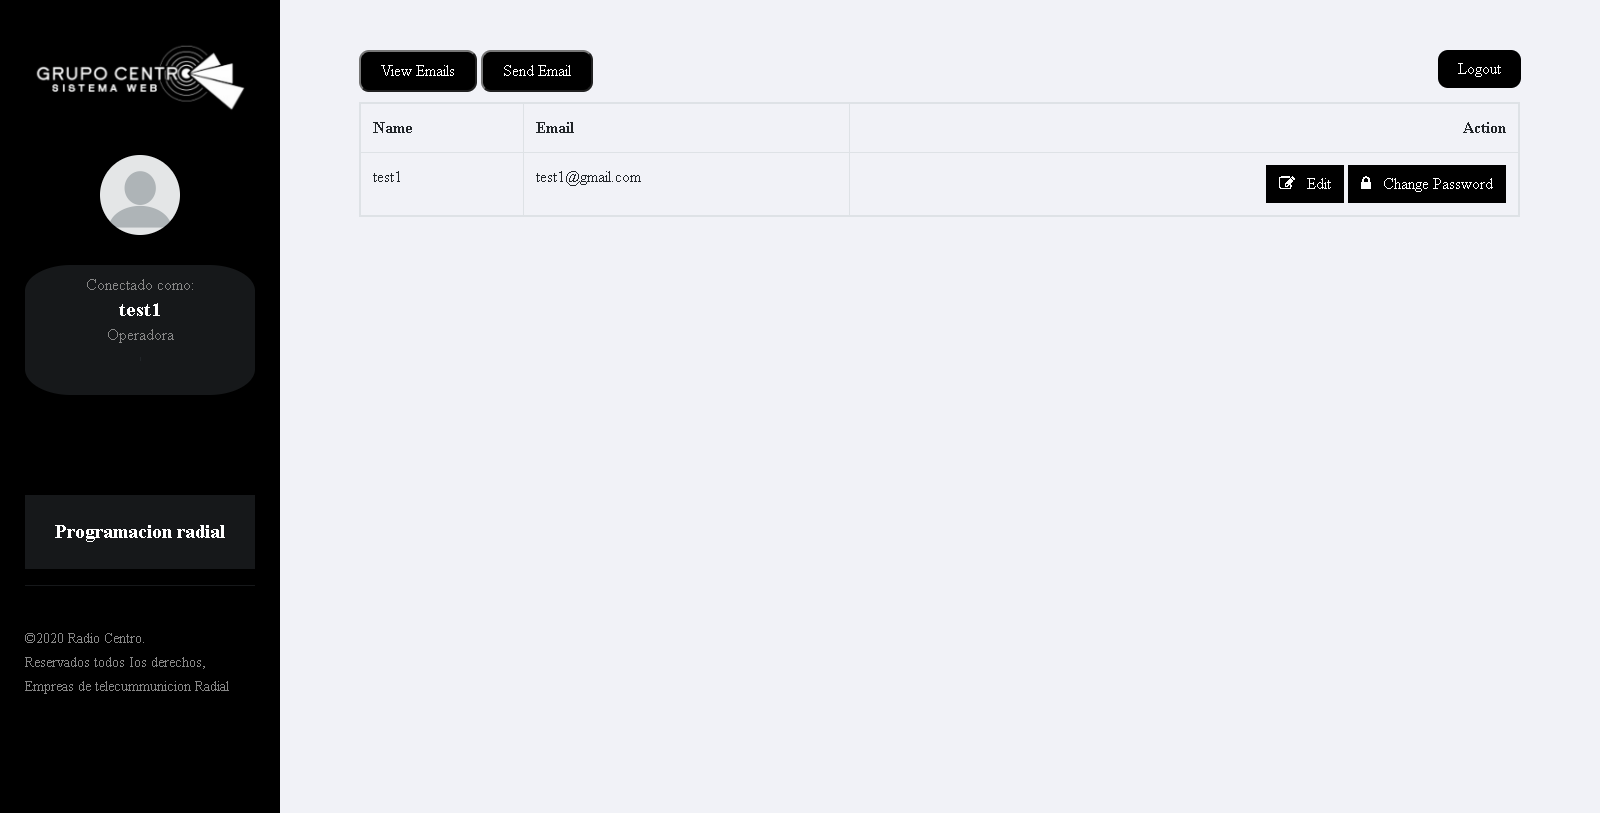 GRUPO CENTRO
SISTEMA WEB
Conectado como:
test1
Operadora
Programacion radial
©2020 Radio Centro.
Reservados todos los derechos,
Empreas de telecummunicion Radial
View Emails Send Email Logout
Name Email Action
test1 test1@gmail.com Edit Change Password